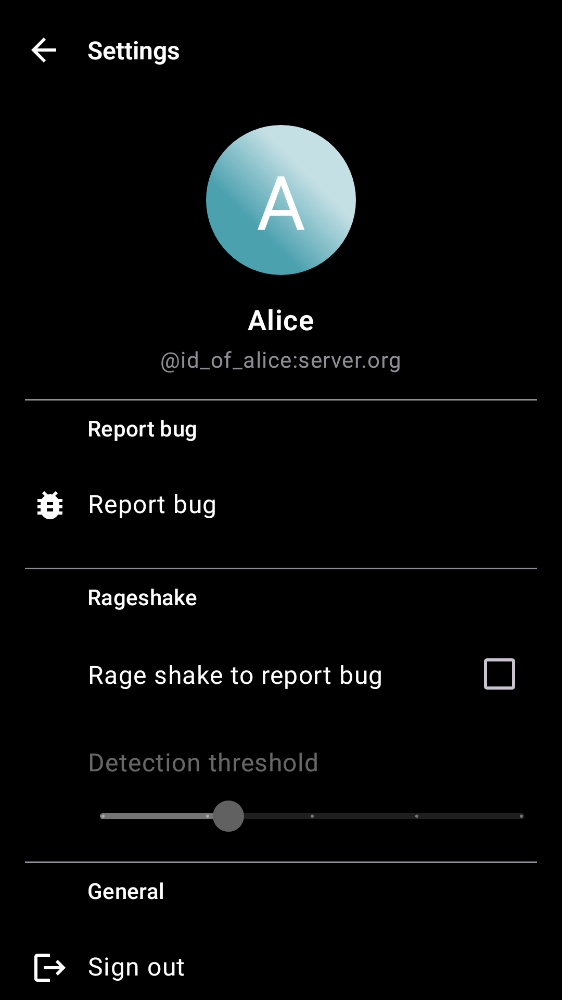 Settings
A
Alice
@id_of_alice:server.org
Report bug
Report bug
Rageshake
Rage shake to report bug
Detection threshold
General
Sign out